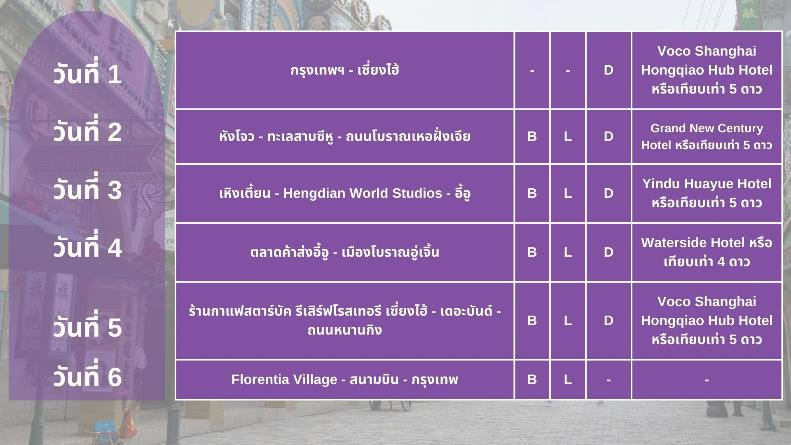 วันที่ 1
กรุงเทพฯ - เซี่ยงไฮ้
-
-
D
Voco Shanghai
Hongqiao Hub Hotel
หรือเทียบเท่า 5 ดาว
วันที่ 2
หังโจว - ทะเลสาบซีหู - ถนนโบราณเหอฝั่งเจีย
B
L
D
Grand New Century
Hotel หรือเทียบเท่า 5 ดาว
วันที่ 3
เหิงเตี้ยน - Hengdian World Studios - อี้อู
B
L
D
Yindu Huayue Hotel
หรือเทียบเท่า 5 ดาว
วันที่ 4
ตลาดค้าส่งอี้อู - เมืองโบราณอู่เจิ้น
B
L
D
Waterside Hotel หรือ
เทียบเท่า 4 ดาว
วันที่ 5
ร้านกาแฟสตาร์บัค รีเสิร์ฟโรสเทอรี เซี่ยงไฮ้ - เดอะบันด์ -
ถนนหนานกิง
B
L
D
Voco Shanghai
Hongqiao Hub Hotel
หรือเทียบเท่า 5 ดาว
วันที่ 6
Florentia Village - สนามบิน - กรุงเทพ
B
L
-
-